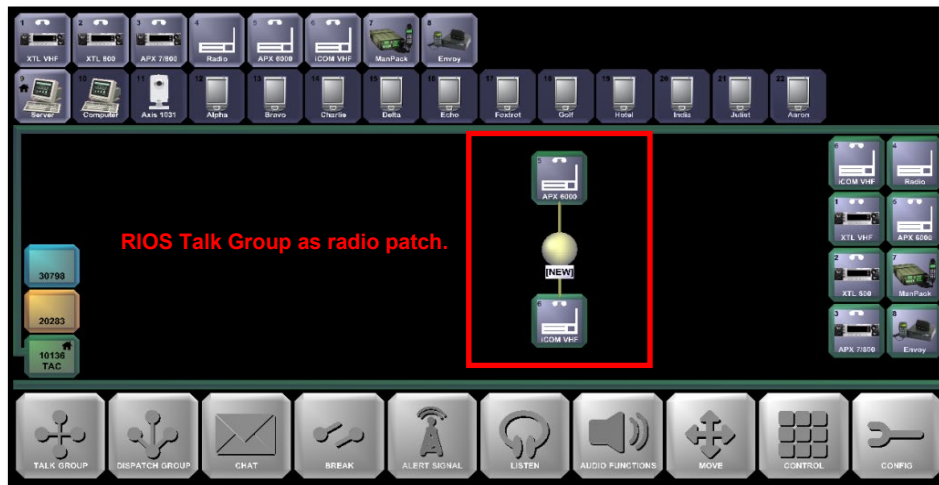 1 2 3 4 5 6 7 8
XTL VHF XTL 800 APX 7/800 Radio APX 6000 iCOM VHF ManPack Envoy
9 10 11 12 13 14 15 16 17 18 19 20 21 22
Server Computer Axis 1031 Alpha Bravo Charlie Delta Echo Foxtrot Golf Hotel India Juliet Aaron
5
APX 6000
6 4
iCOM VHF Radio
RIOS Talk Group as radio patch.
1 5
XTL VHF APX 6000
[NEW]
30798
2 7
XTL 800 ManPack
20283
6
iCOM VHF
3 8
APX 7/800 Envoy
10136
TAC
TALK GROUP DISPATCH GROUP CHAT BREAK ALERT SIGNAL LISTEN AUDIO FUNCTIONS MOVE CONTROL CONFIG